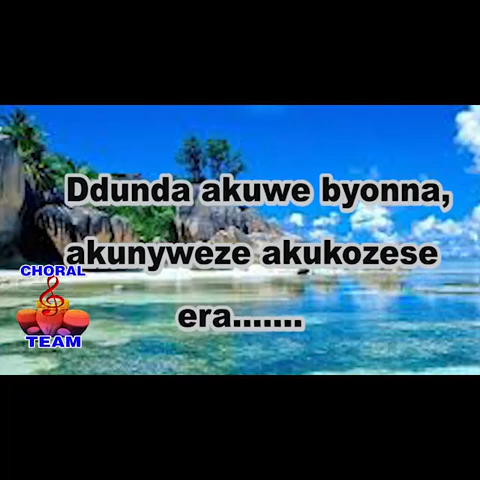 Ddunda akuwe byonna,
akunyweze akukozese
era.......
CHORAL
TEAM